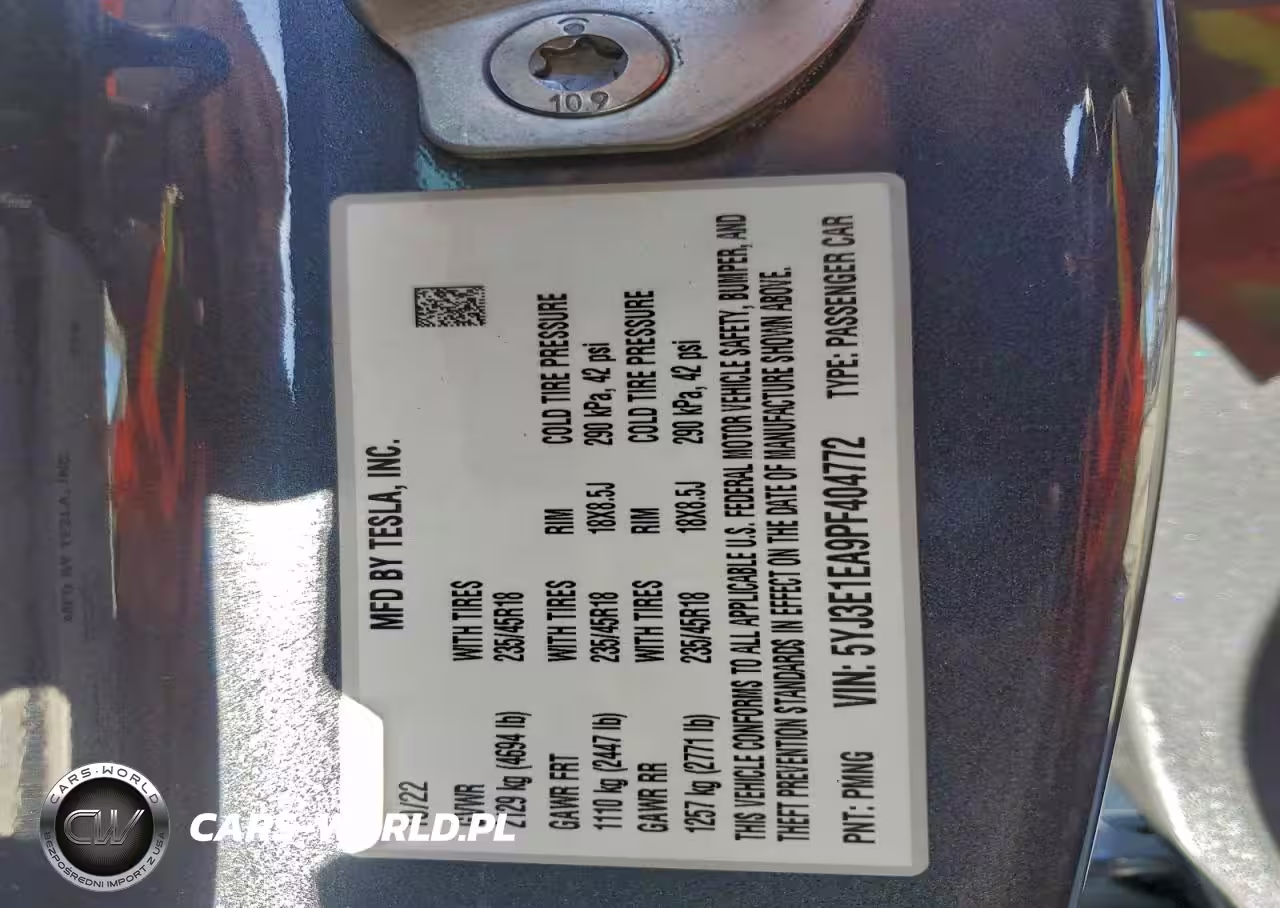 10.9
MFD BY TESLA, INC.
/22
WITH TIRES
2129 kg (4694 lb) 235/45R18
GAWR FRT WITH TIRES RIM COLD TIRE PRESSURE
1110 kg (2447 lb) 235/45R18 18X8.5J 290 kPa, 42 psi
GAWR RR WITH TIRES RIM COLD TIRE PRESSURE
1257 kg (2771 lb) 235/45R18 18X8.5J 290 kPa, 42 psi
THIS VEHICLE CONFORMS TO ALL APPLICABLE U.S. FEDERAL MOTOR VEHICLE SAFETY, BUMPER, AND
THEFT PREVENTION STANDARDS IN EFFECT ON THE DATE OF MANUFACTURE SHOWN ABOVE.
PNT: PMNG VIN: 5YJ3E1EA9PF404772 TYPE: PASSENGER CAR
CARS-WORLD
CW
BEZPOŚREDNI IMPORT Z USA
CARS-WORLD.PL